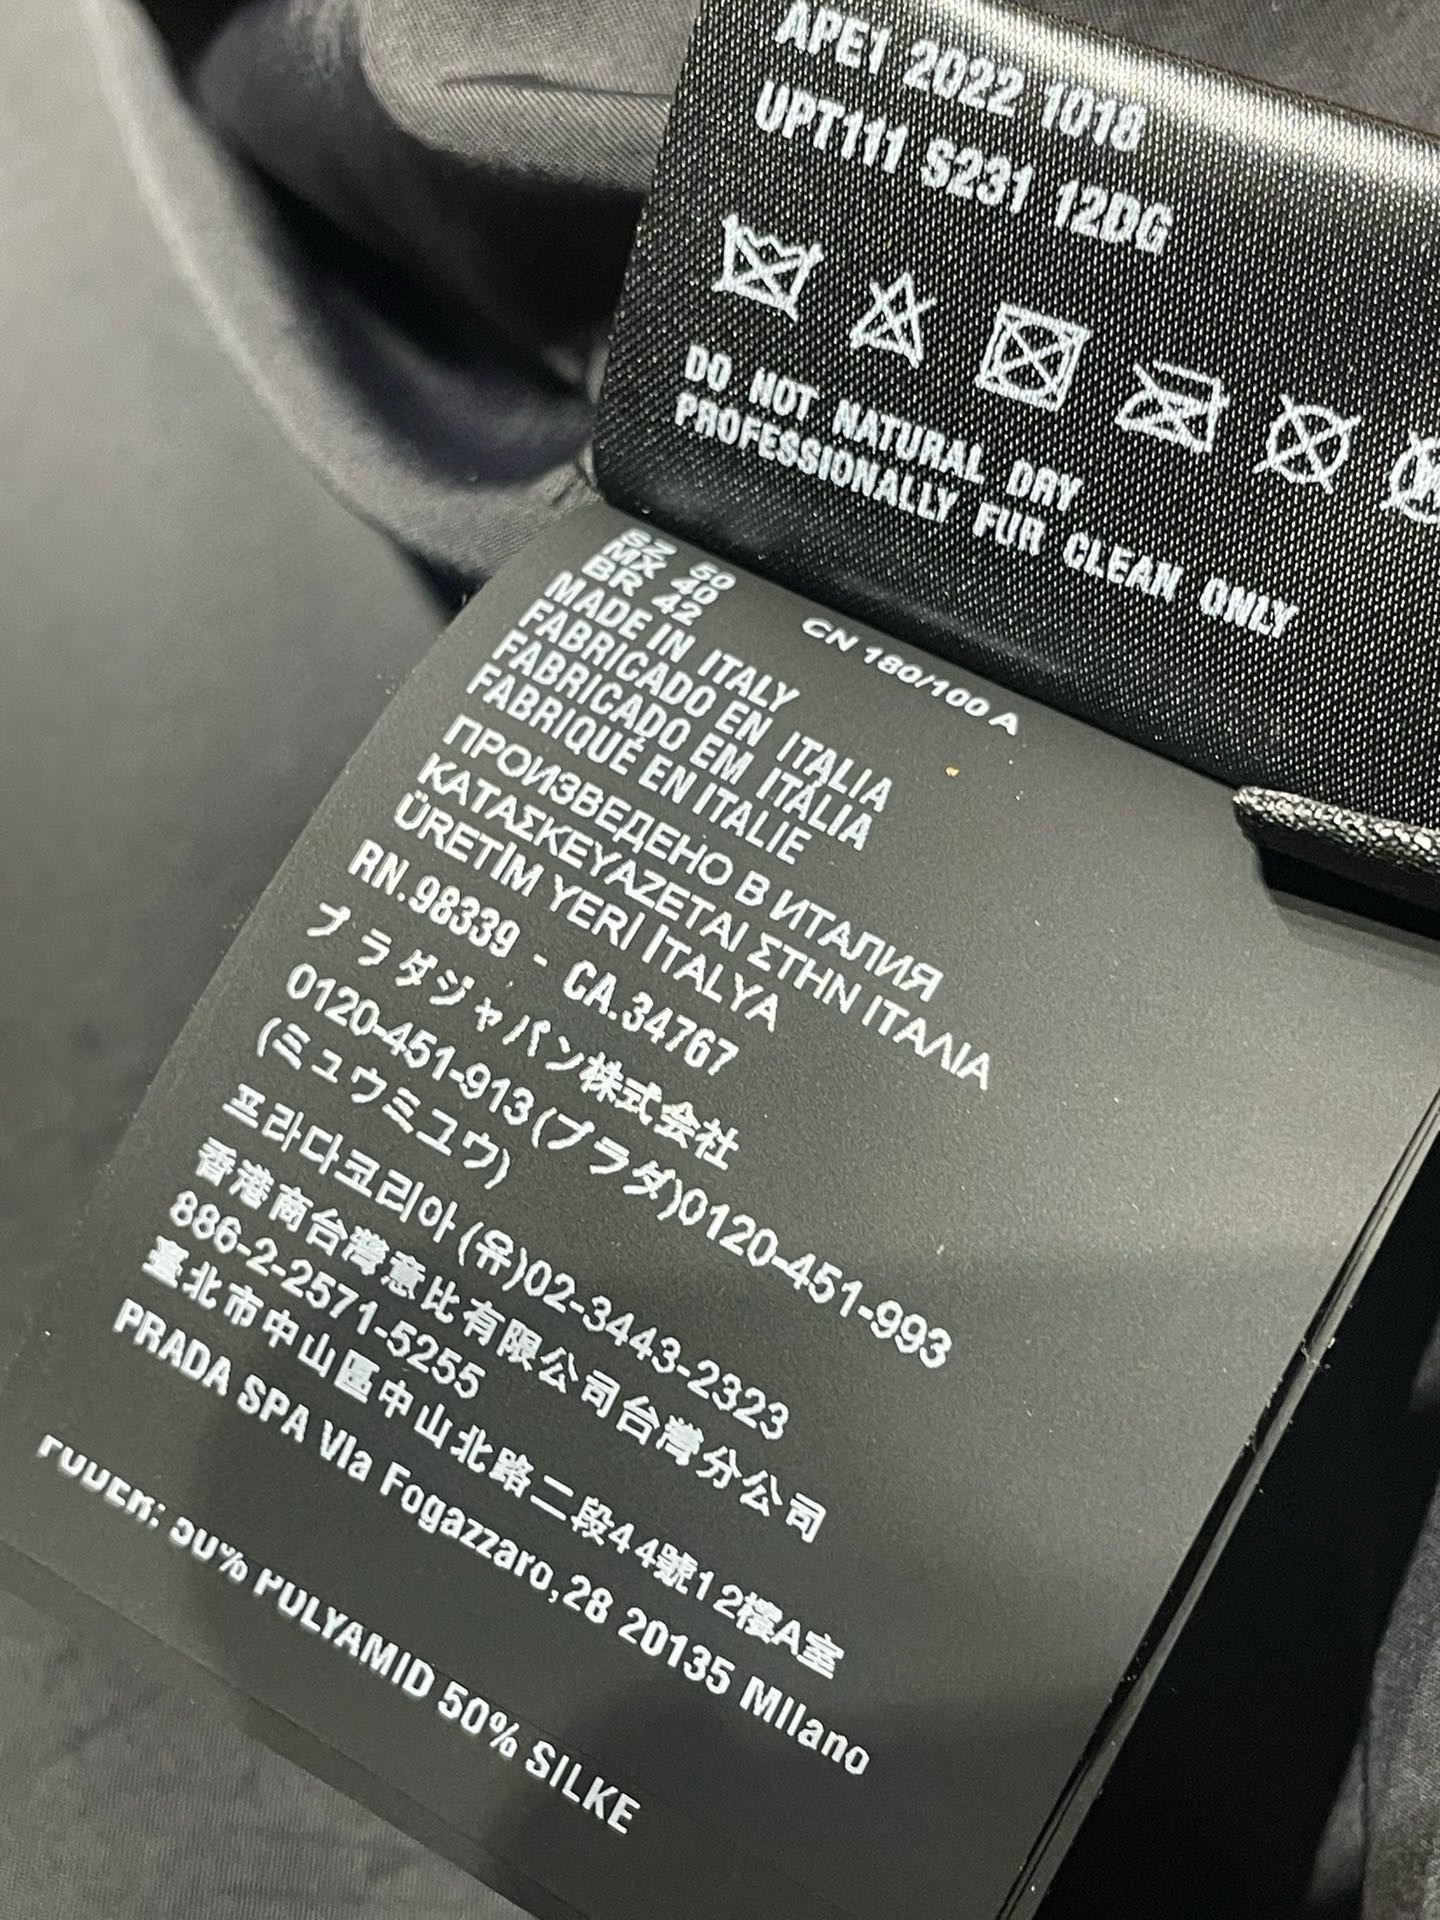 APE1 2022 1018
UPT111 S231 12DG
DO NOT NATURAL DRY
PROFESSIONALLY FUR CLEAN ONLY
SZ 50
MX 40
BR 42 CN 180/100 A
MADE IN ITALY
FABRICADO EN ITALIA
FABRICADO EM ITÁLIA
FABRIQUÉ EN ITALIE
ПРОИЗВЕДЕНО В ИТАЛИЯ
ΚΑΤΑΣΚΕΥΑΖΕΤΑΙ ΣΤΗΝ ΙΤΑΛΙΑ
ÜRETİM YERİ İTALYA
RN.98339 - CA.34767
プラダジャパン株式会社
0120-451-913(プラダ)0120-451-993
(ミュウミュウ)
프라다코리아(유)02-3443-2323
香港商台灣意比有限公司台灣分公司
886-2-2571-5255
臺北市中山區中山北路二段44號12樓A室
PRADA SPA VIa Fogazzaro,28 20135 MIlano
50% POLYAMID 50% SILKE